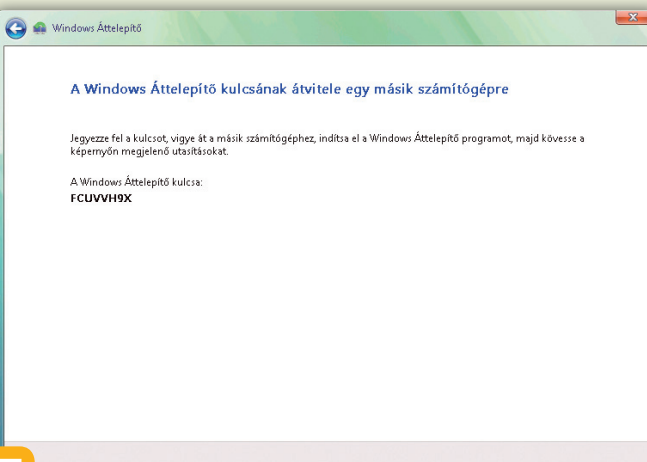 Windows Áttelepítő
A Windows Áttelepítő kulcsának átvitele egy másik számítógépre
Jegyezze fel a kulcsot, vigye át a másik számítógéphez, indítsa el a Windows Áttelepítő programot, majd kövesse a
képernyőn megjelenő utasításokat.
A Windows Áttelepítő kulcsa:
FCUVVH9X